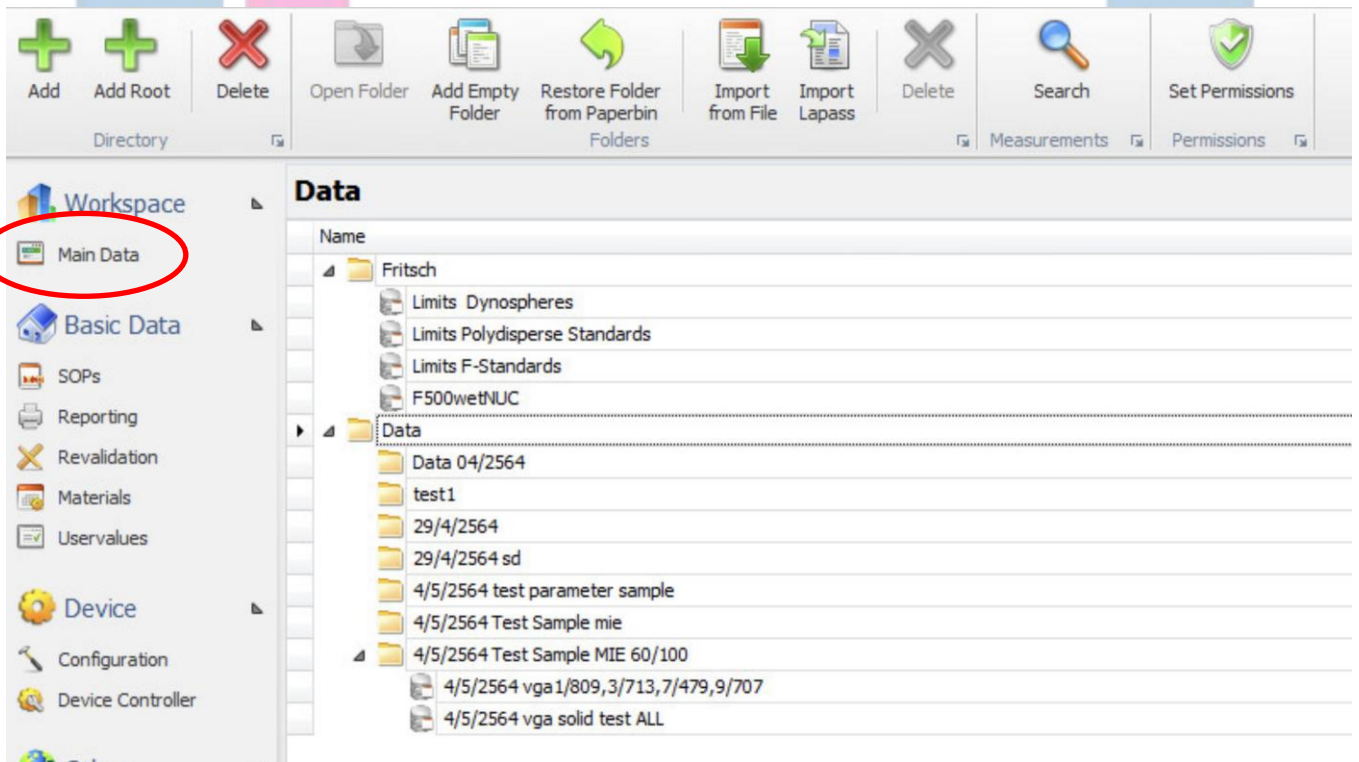 Add
Add Root
Delete
Open Folder
Add Empty
Folder
Restore Folder
from Paperbin
Import
from File
Import
Lapass
Delete
Search
Set Permissions
Directory
Folders
Measurements
Permissions
Workspace
Main Data
Basic Data
SOPs
Reporting
Revalidation
Materials
Uservalues
Device
Configuration
Device Controller
Data
Name
Fritsch
Limits Dynospheres
Limits Polydisperse Standards
Limits F-Standards
F500wetNUC
Data
Data 04/2564
test1
29/4/2564
29/4/2564 sd
4/5/2564 test parameter sample
4/5/2564 Test Sample mie
4/5/2564 Test Sample MIE 60/100
4/5/2564 vga1/809,3/713,7/479,9/707
4/5/2564 vga solid test ALL